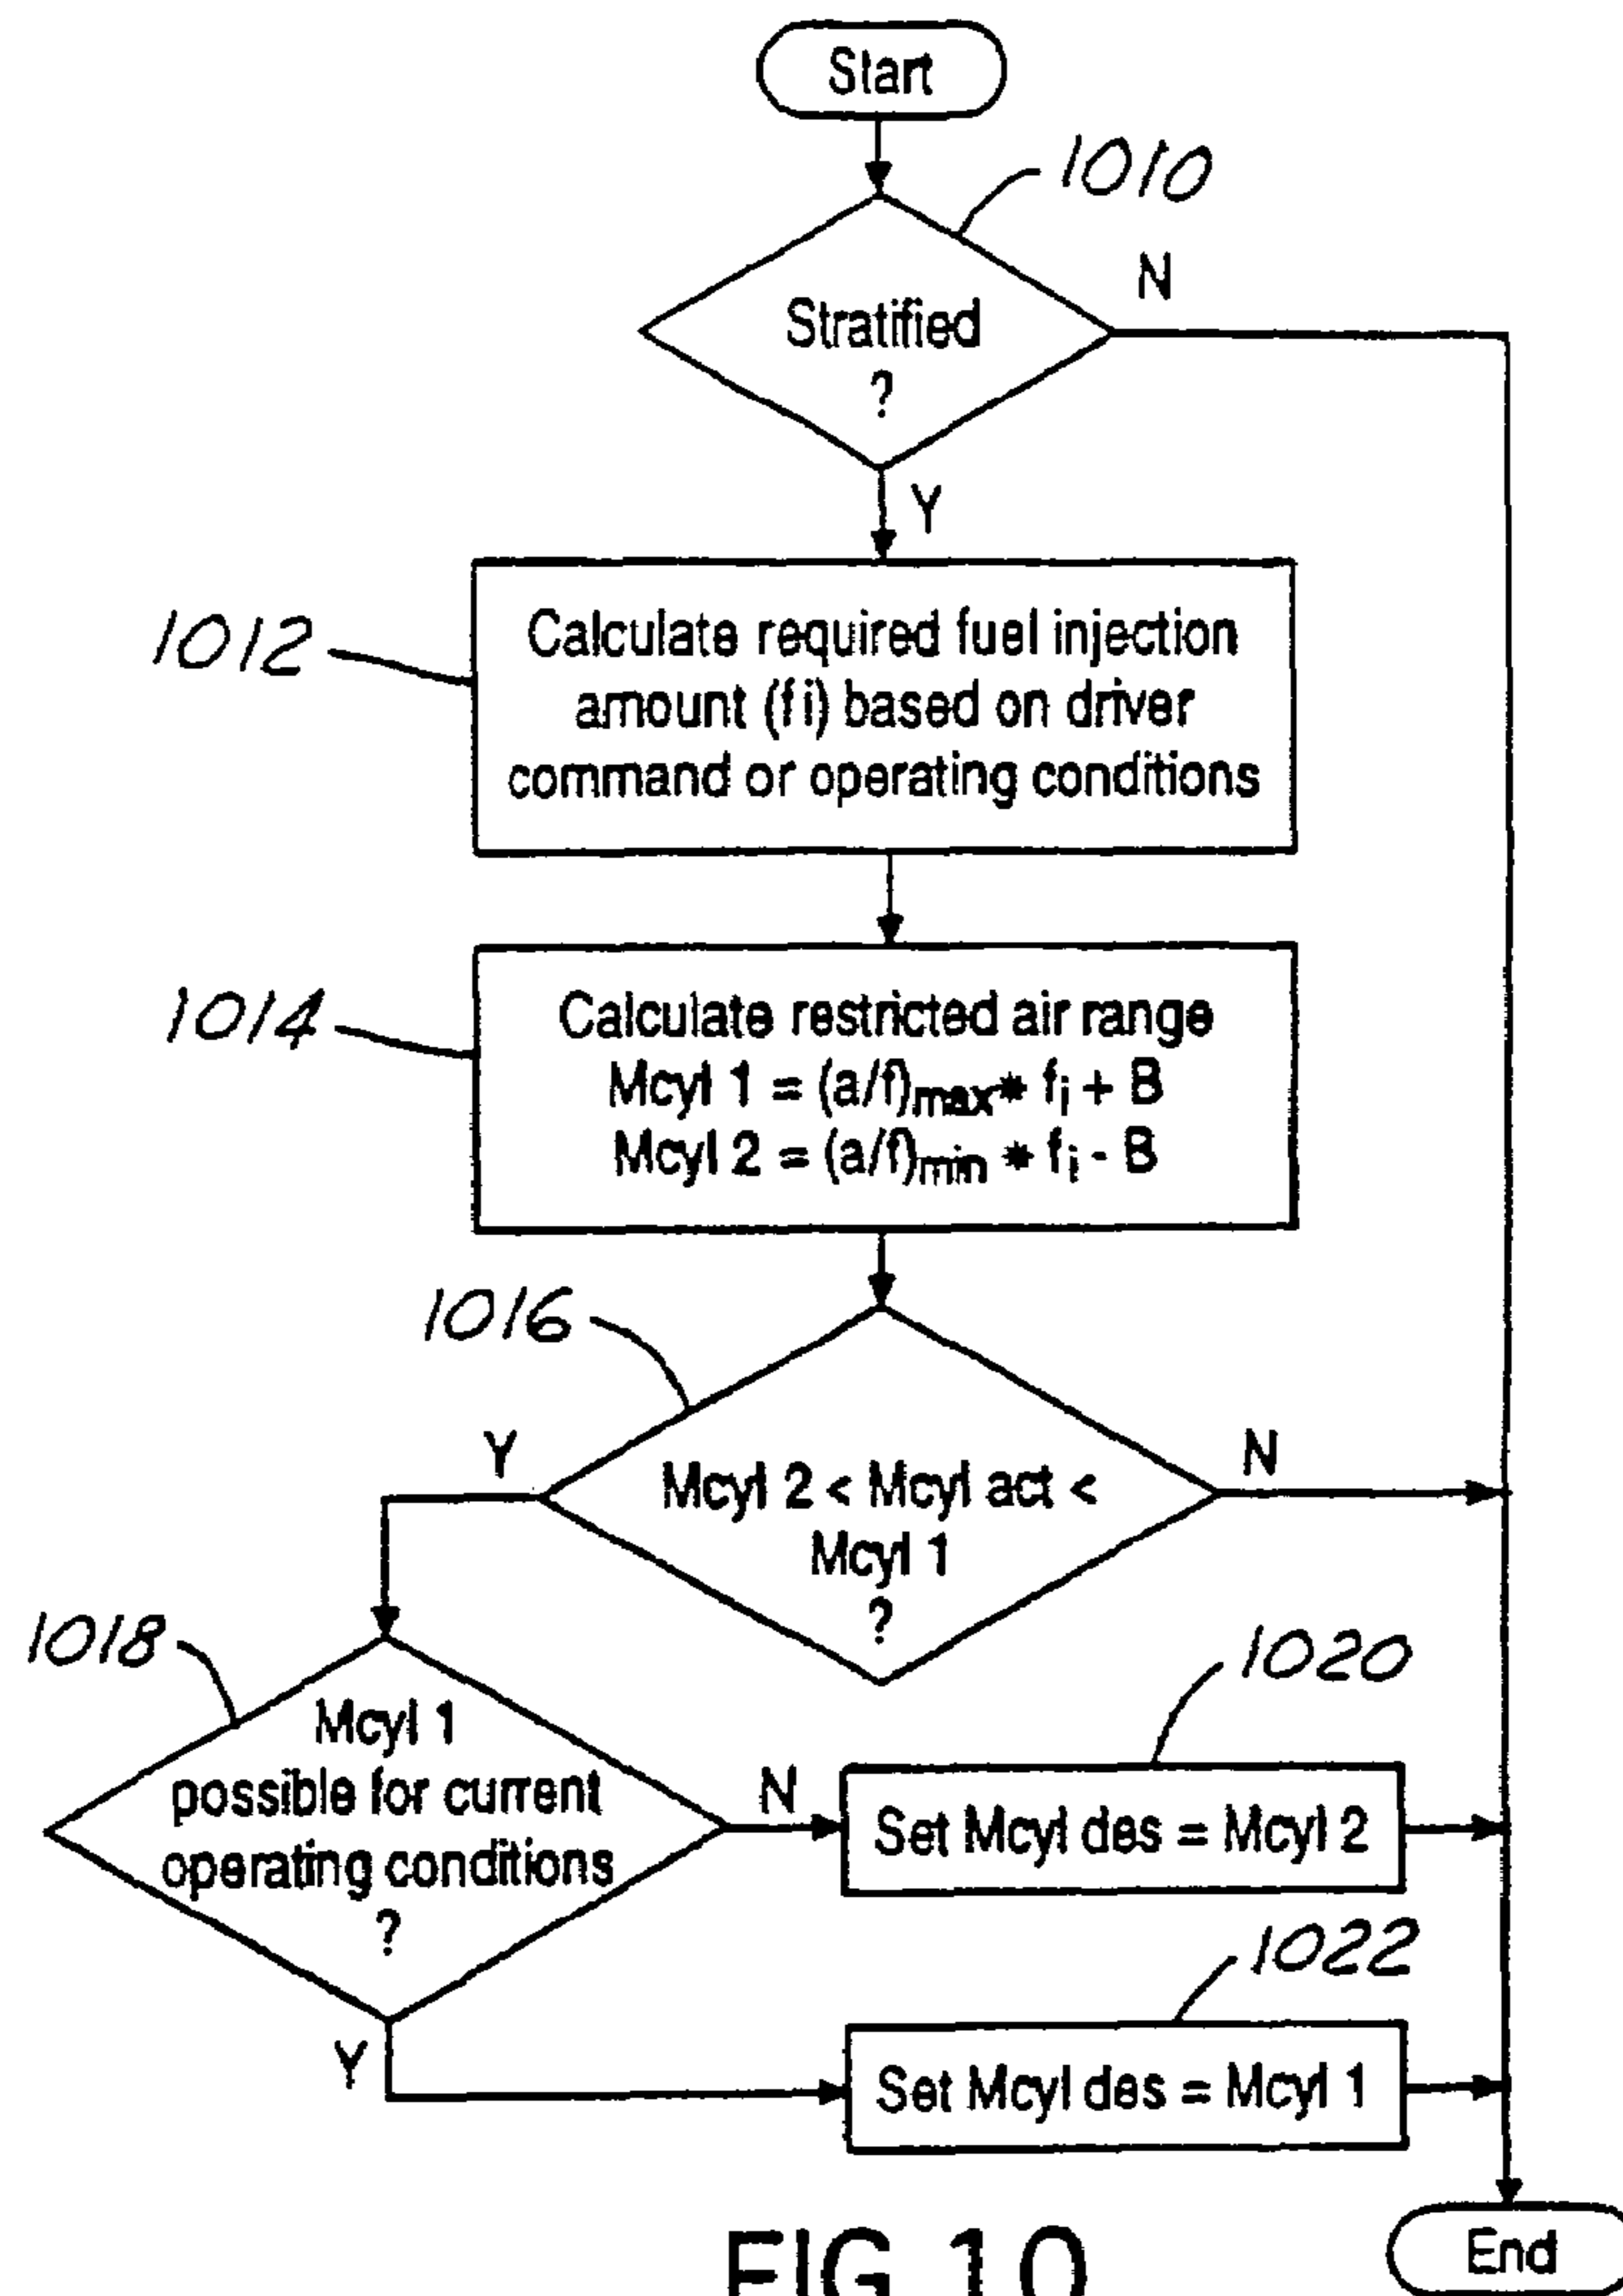 Start
1010
N
Stratified
?
Y
1012
Calculate required fuel injection
amount (fi) based on driver
command or operating conditions
1014
Calculate restricted air range
Mcyl 1 = (a/f)max* fi + B
Mcyl 2 = (a/f)min * fi - B
1016
Y
N
Mcyl 2 < Mcyl act <
Mcyl 1
?
1018
Mcyl 1
possible for current
operating conditions
?
N
1020
Set Mcyl des = Mcyl 2
1022
Y
Set Mcyl des = Mcyl 1
End
FIG.10